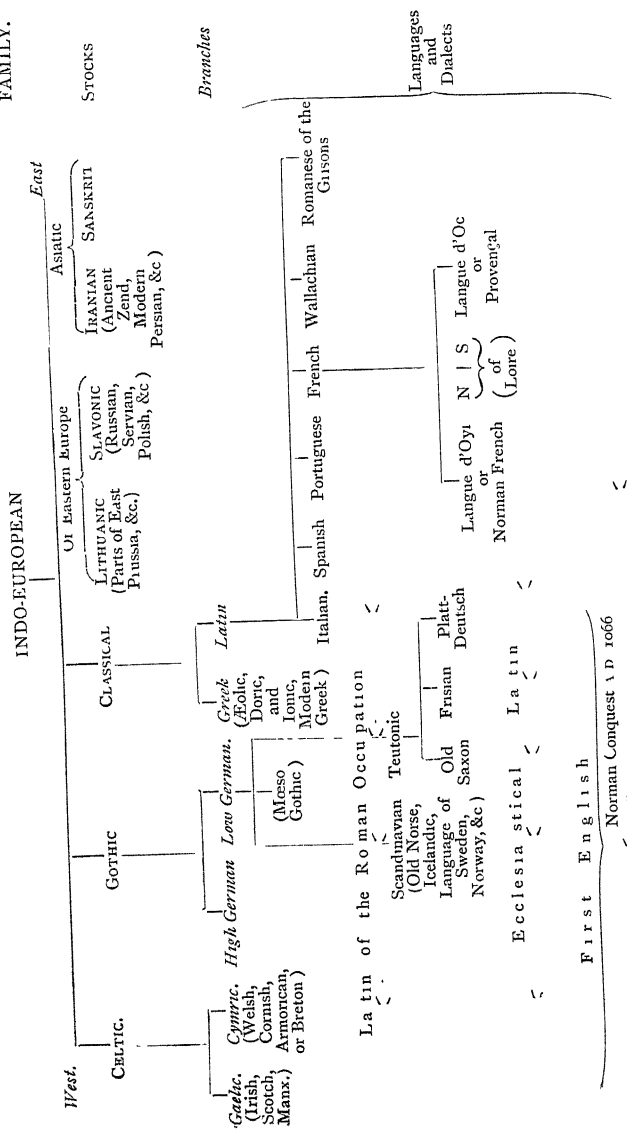 FAMILY.
INDO-EUROPEAN
West.
East
STOCKS
CELTIC.
GOTHIC
CLASSICAL
Of Eastern Europe
LITHUANIC
(Parts of East
Prussia, &c.)
SLAVONIC
(Russian,
Servian,
Polish, &c )
Asiatic
IRANIAN
(Ancient
Zend,
Modern
Persian, &c )
SANSKRIT
Branches
Gaelic.
(Irish,
Scotch,
Manx.)
Cymric.
(Welsh,
Cornish,
Armorican,
or Breton )
High German
Low German.
(Mœso
Gothic )
Greek
(Æolic,
Doric,
and
Ionic,
Modern
Greek )
Latin
Italian. Spanish Portuguese French Wallachian Romanese of the
Grisons
Languages
and
Dialects
Latin of the Roman Occupation
Scandinavian
(Old Norse,
Icelandic,
Language of
Sweden,
Norway, &c )
Teutonic
Old
Saxon
Frisian
Platt-
Deutsch
Langue d'Oyl
or
Norman French
N | S
of
(Loire )
Langue d'Oc
or
Provençal
Ecclesiastical Latin
First English
Norman Conquest A D 1066